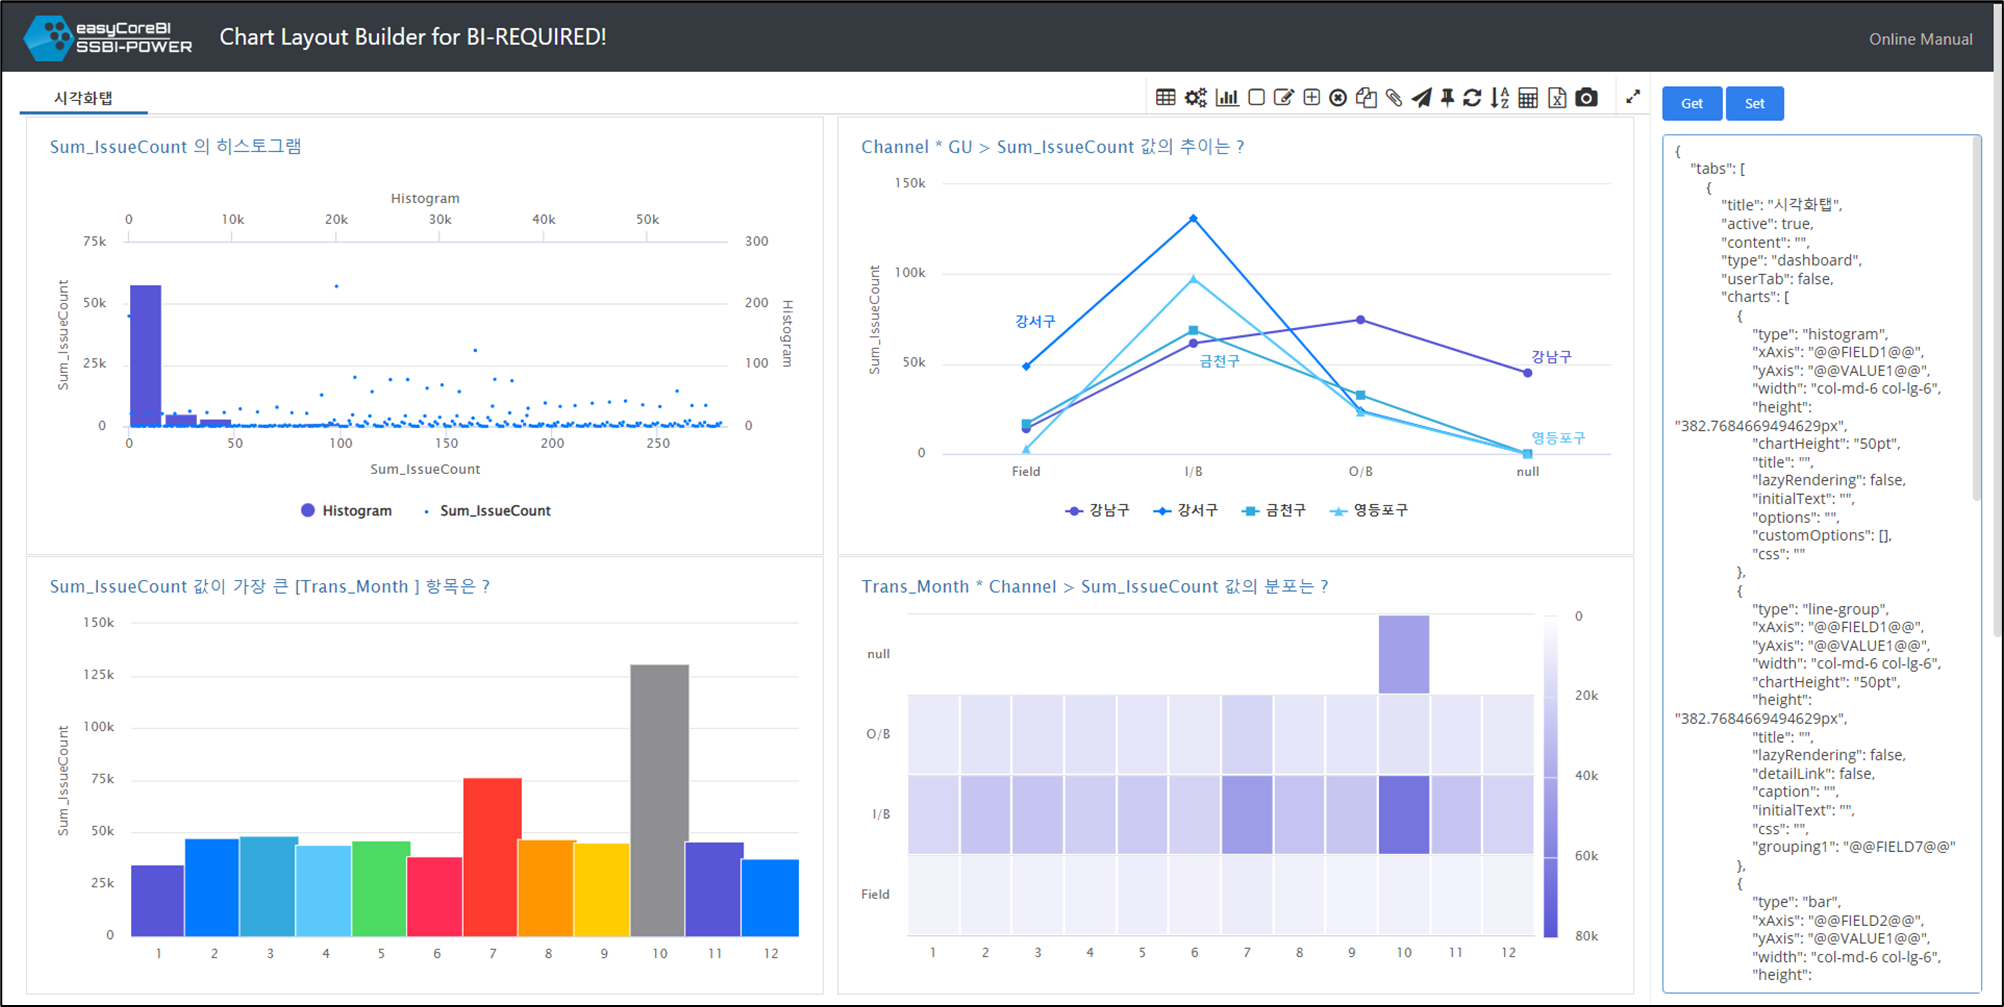 easyCoreBI
SSBI-POWER
Chart Layout Builder for BI-REQUIRED!
Online Manual
시각화탭
Get
Set
Sum_IssueCount 의 히스토그램
Histogram
0 10k 20k 30k 40k 50k
75k
50k
25k
0
Sum_IssueCount
300
200
100
0
Histogram
0 50 100 150 200 250
Sum_IssueCount
Histogram
Sum_IssueCount
Channel * GU > Sum_IssueCount 값의 추이는 ?
150k
100k
50k
0
Sum_IssueCount
강서구
금천구
강남구
영등포구
Field I/B O/B null
강남구 강서구 금천구 영등포구
Sum_IssueCount 값이 가장 큰 [Trans_Month ] 항목은 ?
150k
125k
100k
75k
50k
25k
0
Sum_IssueCount
1 2 3 4 5 6 7 8 9 10 11 12
Trans_Month * Channel > Sum_IssueCount 값의 분포는 ?
null
O/B
I/B
Field
1 2 3 4 5 6 7 8 9 10 11 12
0
20k
40k
60k
80k
{
"tabs": [
{
"title": "시각화탭",
"active": true,
"content": "",
"type": "dashboard",
"userTab": false,
"charts": [
{
"type": "histogram",
"xAxis": "@@FIELD1@@",
"yAxis": "@@VALUE1@@",
"width": "col-md-6 col-lg-6",
"height":
"382.7684669494629px",
"chartHeight": "50pt",
"title": "",
"lazyRendering": false,
"initialText": "",
"options": "",
"customOptions": [],
"css": ""
},
{
"type": "line-group",
"xAxis": "@@FIELD1@@",
"yAxis": "@@VALUE1@@",
"width": "col-md-6 col-lg-6",
"chartHeight": "50pt",
"height":
"382.7684669494629px",
"title": "",
"lazyRendering": false,
"detailLink": false,
"caption": "",
"initialText": "",
"css": "",
"grouping1": "@@FIELD7@@"
},
{
"type": "bar",
"xAxis": "@@FIELD2@@",
"yAxis": "@@VALUE1@@",
"width": "col-md-6 col-lg-6",
"height":